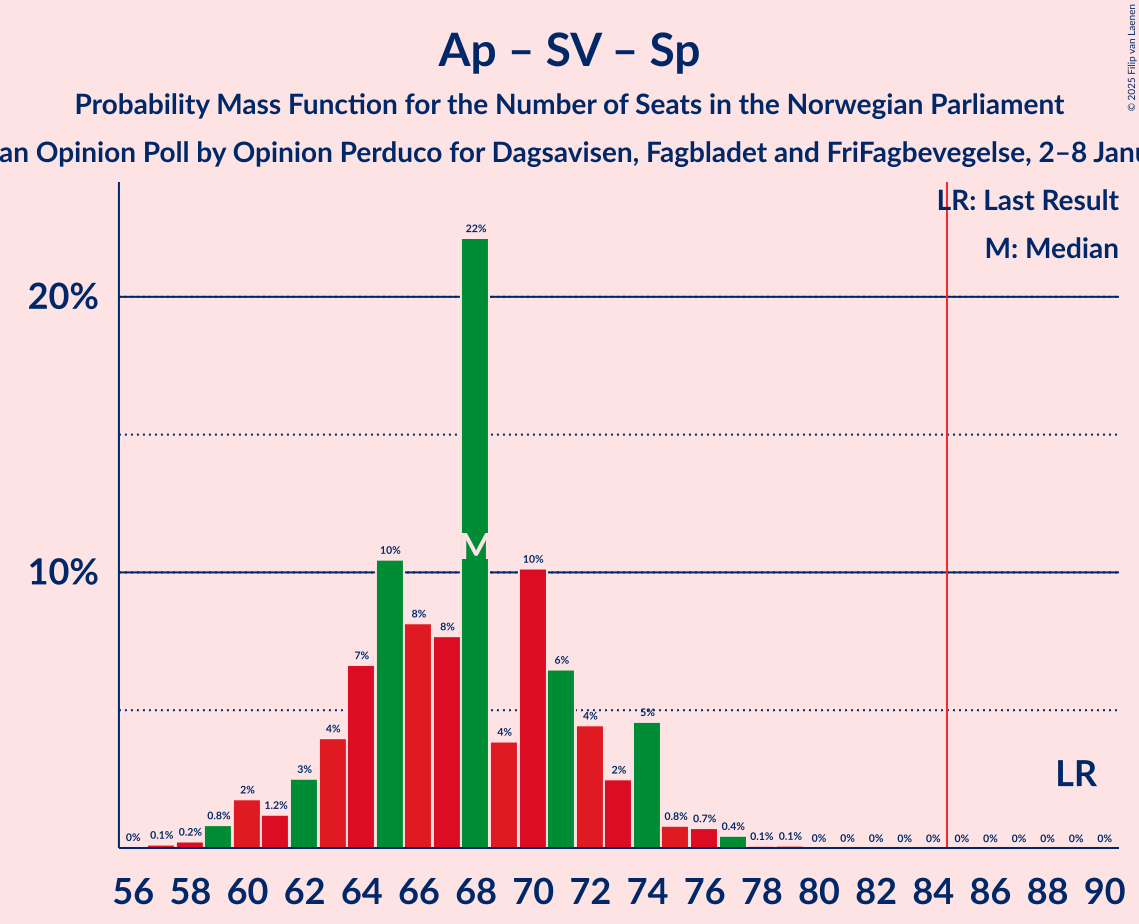 Ap – SV – Sp
Probability Mass Function for the Number of Seats in the Norwegian Parliament
an Opinion Poll by Opinion Perduco for Dagsavisen, Fagbladet and FriFagbevegelse, 2–8
© 2025 Filip van Laenen
LR: Last Result
M: Median
20%
10%
0% 0.1% 0.2% 0.8% 2% 1.2% 3% 4% 7% 10% 8% 8% 22% 4% 10% 6% 4% 2% 5% 0.8% 0.7% 0.4% 0.1% 0.1% 0% 0% 0% 0% 0% 0% 0% 0% 0% 0% 0%
M
LR
56 58 60 62 64 66 68 70 72 74 76 78 80 82 84 86 88 90